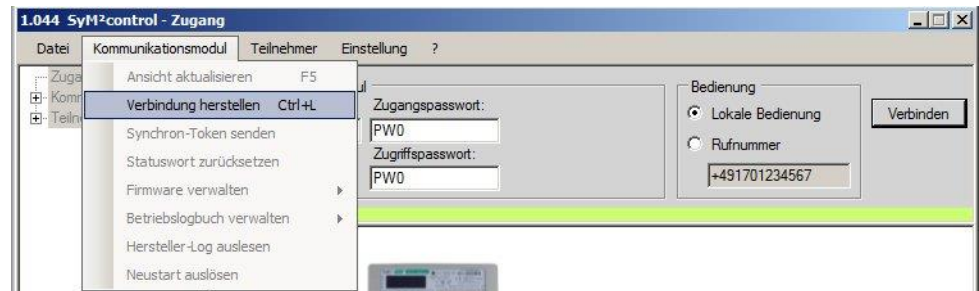 1.044 SyM²control - Zugang
Datei Kommunikationsmodul Teilnehmer Einstellung ?
Ansicht aktualisieren F5
Verbindung herstellen Ctrl+L
Synchron-Token senden
Statuswort zurücksetzen
Firmware verwalten
Betriebslogbuch verwalten
Hersteller-Log auslesen
Neustart auslösen
Zugangspasswort:
PW0
Zugriffspasswort:
PW0
Bedienung
Lokale Bedienung
Rufnummer
+491701234567
Verbinden